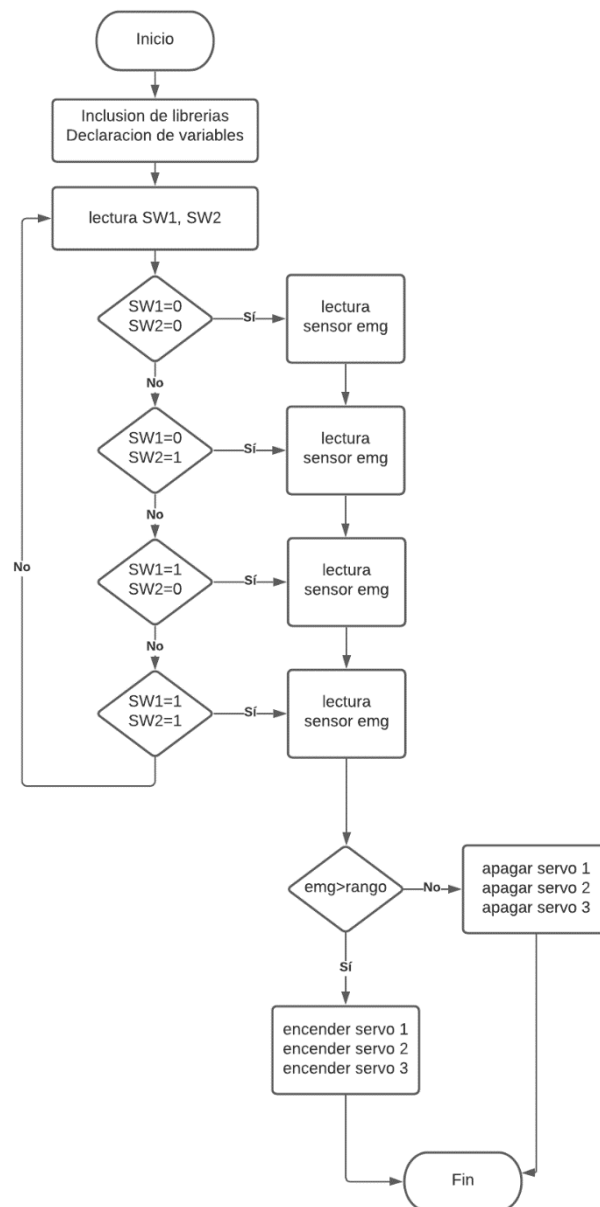 Inicio
Inclusion de librerias
Declaracion de variables
lectura SW1, SW2
SW1=0
SW2=0
Sí
lectura
sensor emg
No
SW1=0
SW2=1
Sí
lectura
sensor emg
No
SW1=1
SW2=0
Sí
lectura
sensor emg
No
No
SW1=1
SW2=1
Sí
lectura
sensor emg
emg>rango
No
apagar servo 1
apagar servo 2
apagar servo 3
Sí
encender servo 1
encender servo 2
encender servo 3
Fin